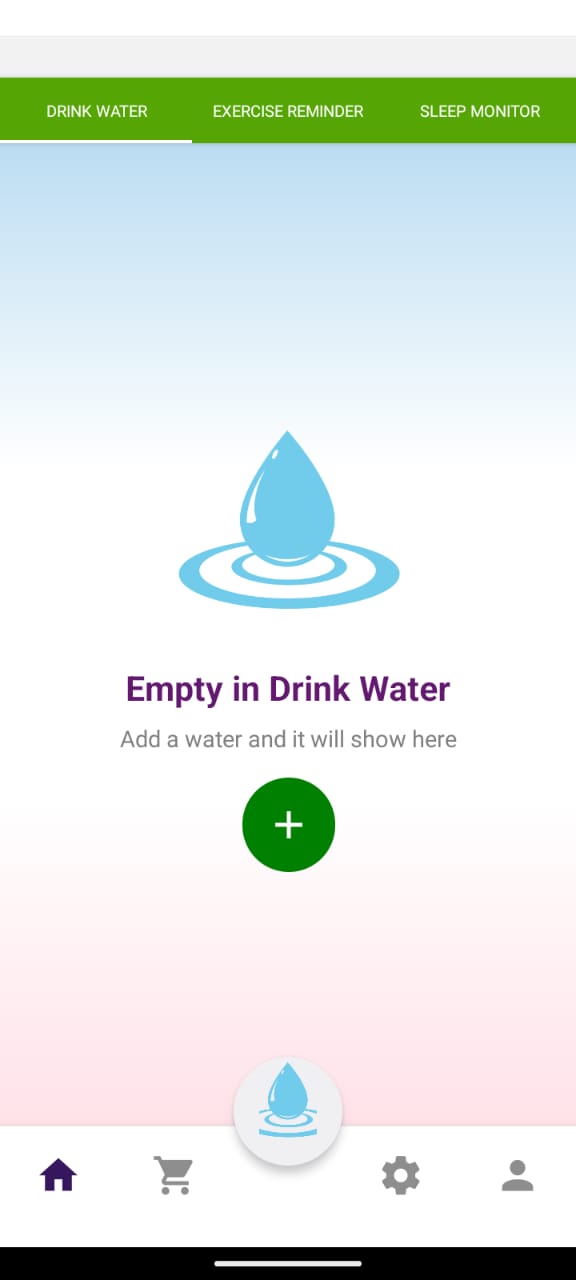 DRINK WATER EXERCISE REMINDER SLEEP MONITOR
Empty in Drink Water
Add a water and it will show here